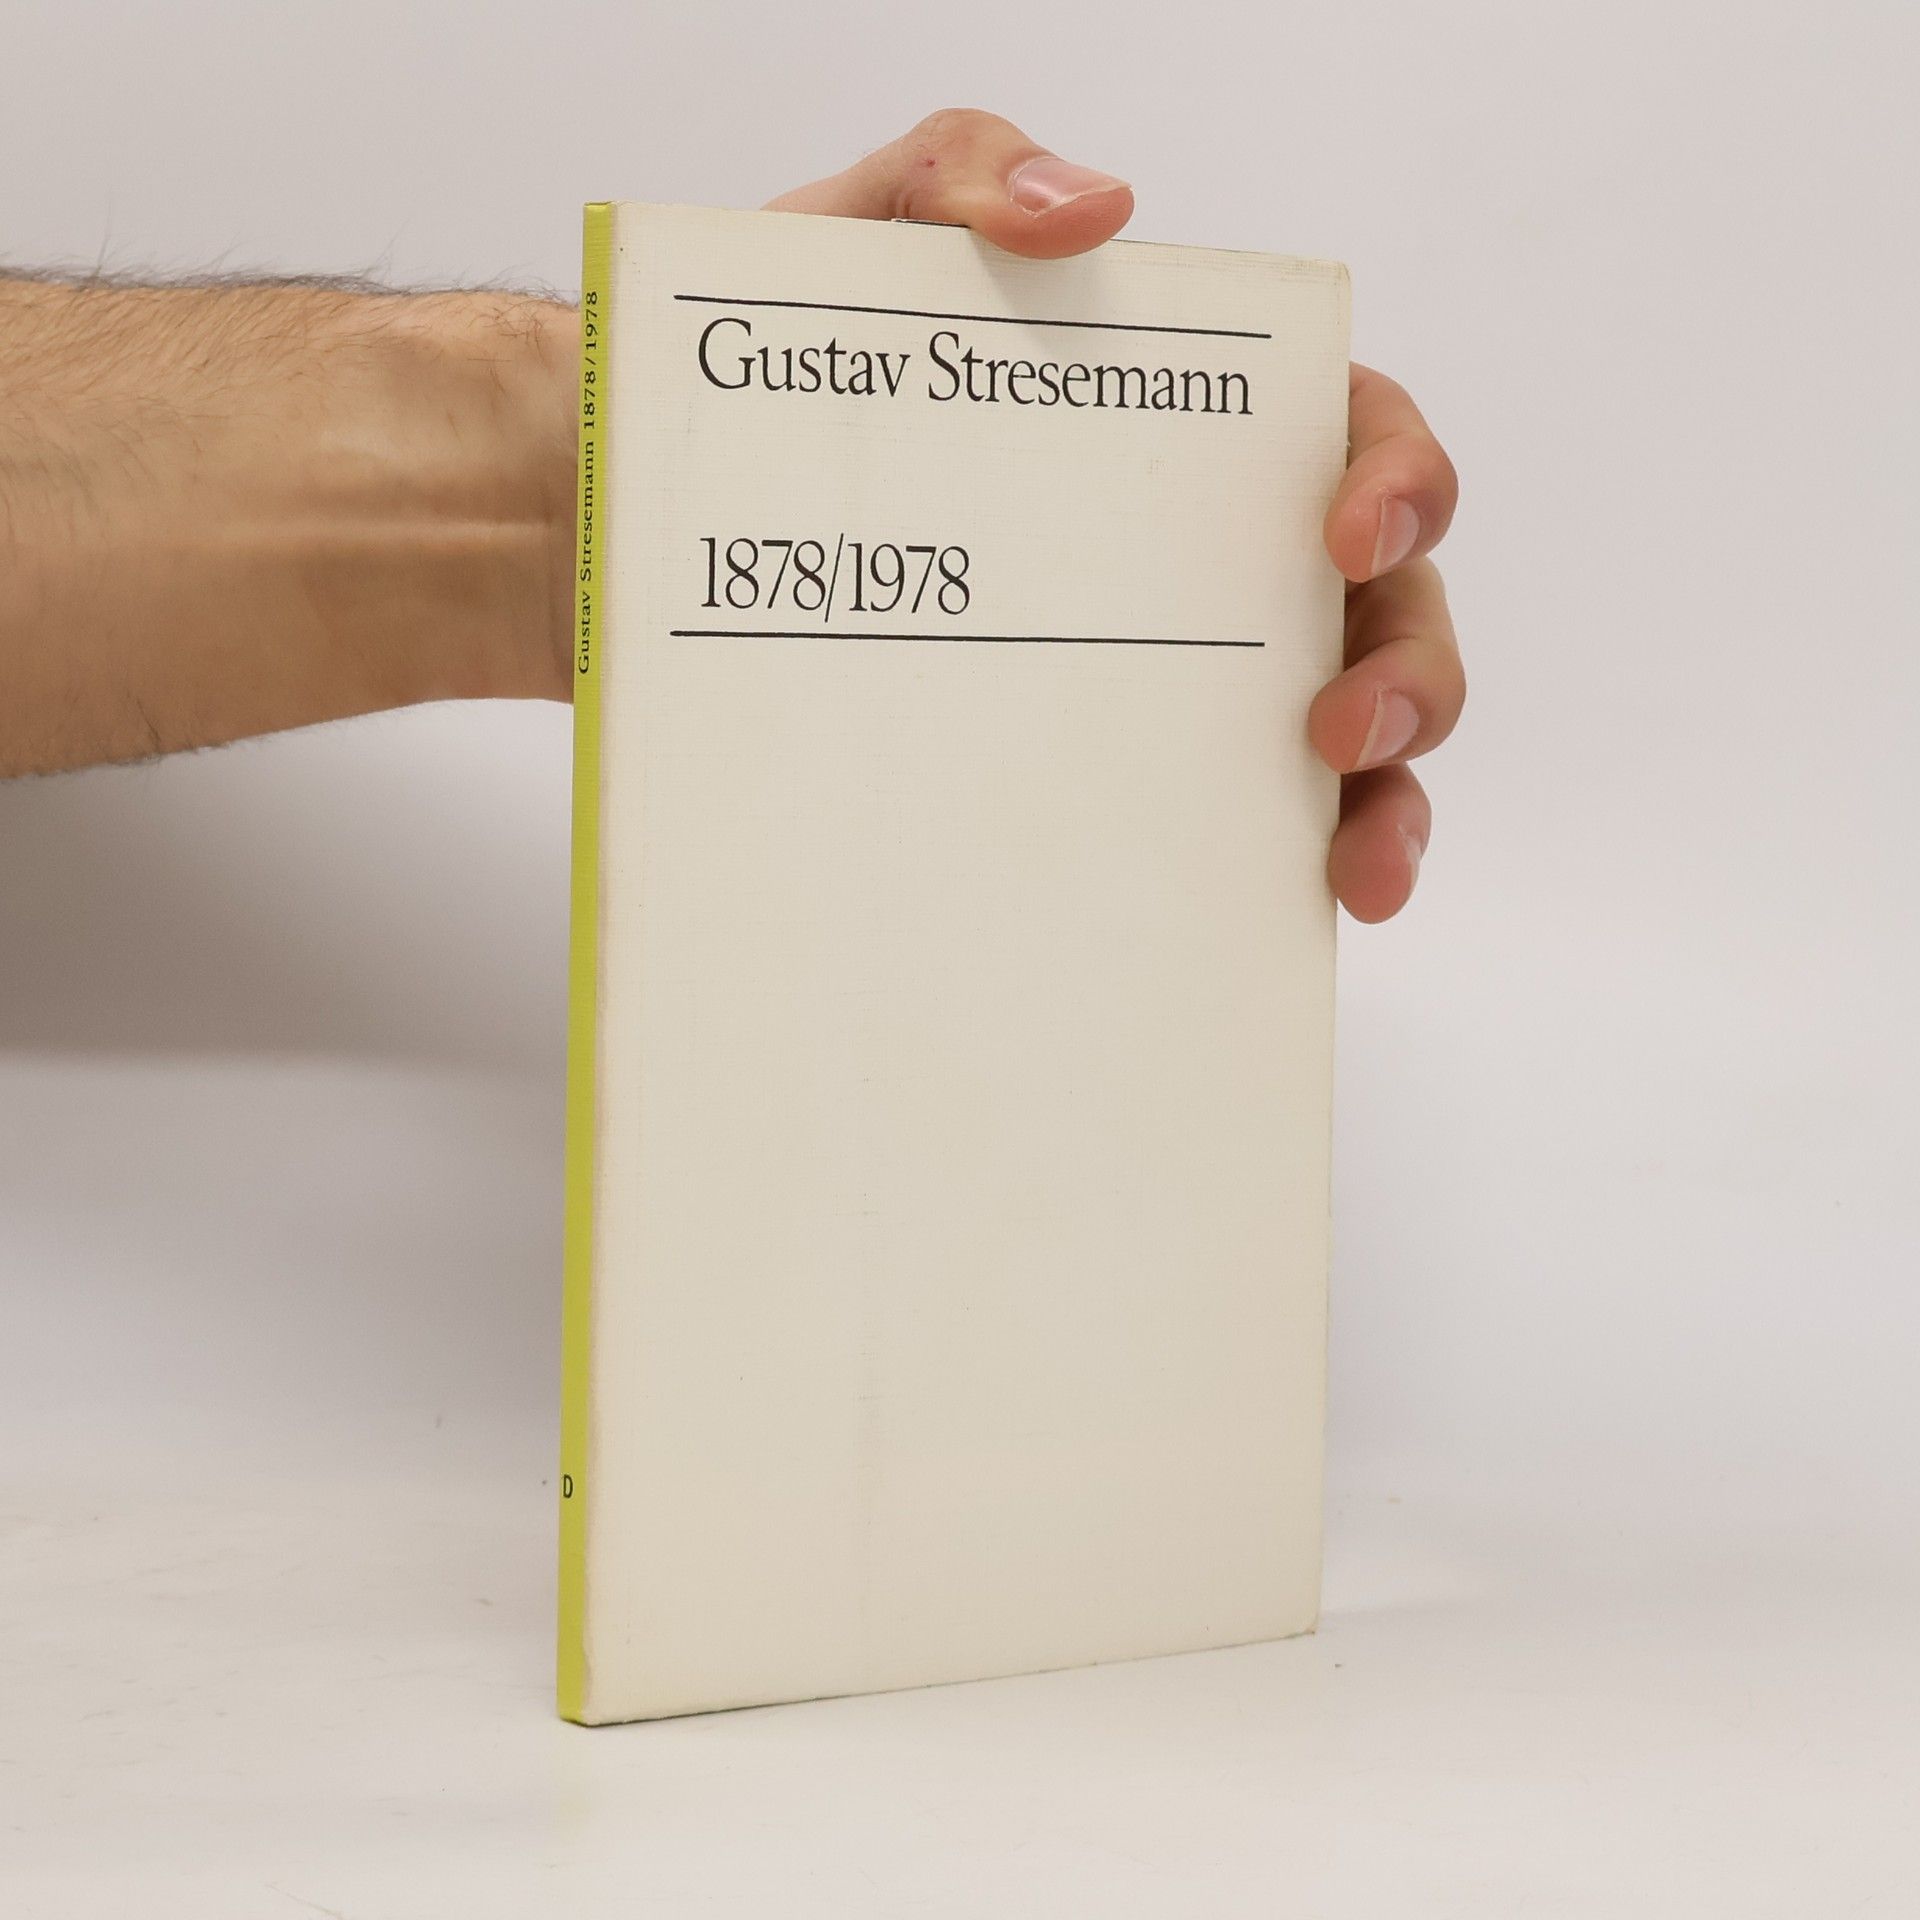 Gustav Stresemann
1878/1978
Gustav Stresemann 1878/1978
D